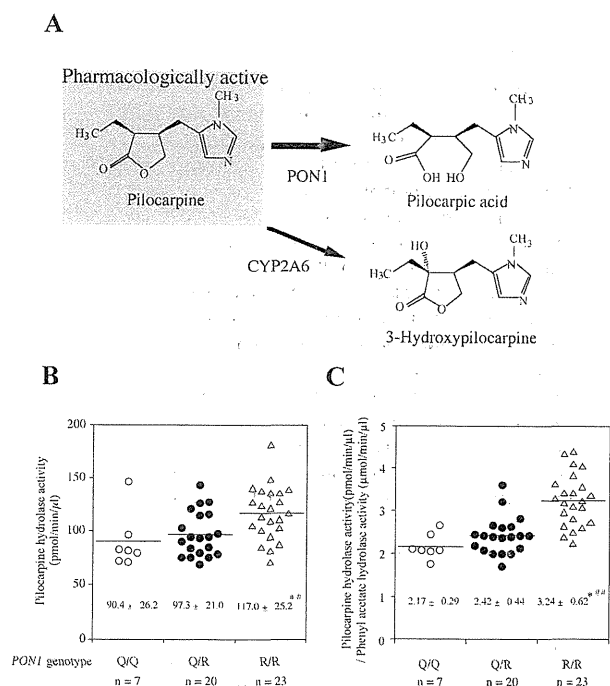 A
Pharmacologically active
CH3
N
H3C
O
O
N
Pilocarpine
PON1
CYP2A6
CH3
N
H3C
O
OH HO
N
Pilocarpic acid
HO
CH3
N
H3C
O
O
N
3-Hydroxypilocarpine
B
Pilocarpine hydrolase activity
(pmol/min/µl)
200
150
100
50
0
90.4 ± 26.2
97.3 ± 21.0
117.0 ± 25.2
PON1 genotype
Q/Q
Q/R
R/R
n = 7
n = 20
n = 23
C
Pilocarpine hydrolase activity(pmol/min/µl)
/ Phenyl acetate hydrolase activity (µmol/min/µl)
5
4
3
2
1
0
2.17 ± 0.29
2.42 ± 0.44
3.24 ± 0.62
Q/Q
Q/R
R/R
n = 7
n = 20
n = 23